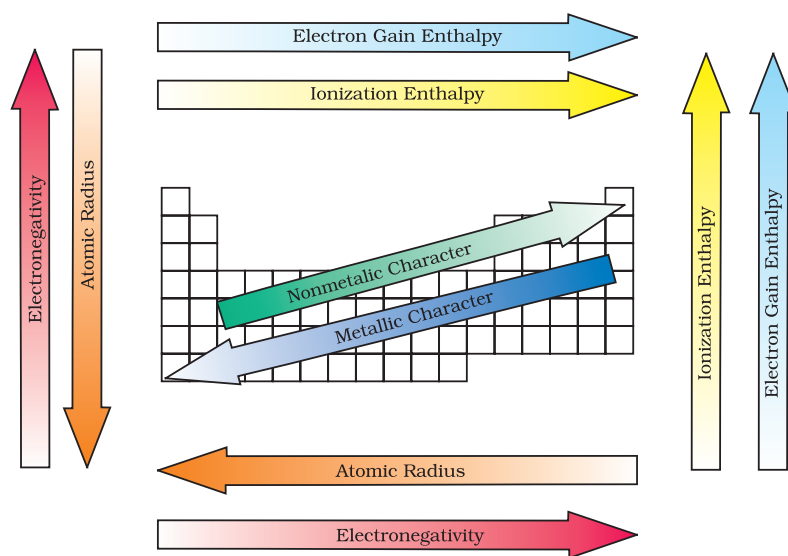 Electron Gain Enthalpy
Ionization Enthalpy
Electronegativity
Atomic Radius
Nonmetalic Character
Metallic Character
Ionization Enthalpy
Electron Gain Enthalpy
Atomic Radius
Electronegativity